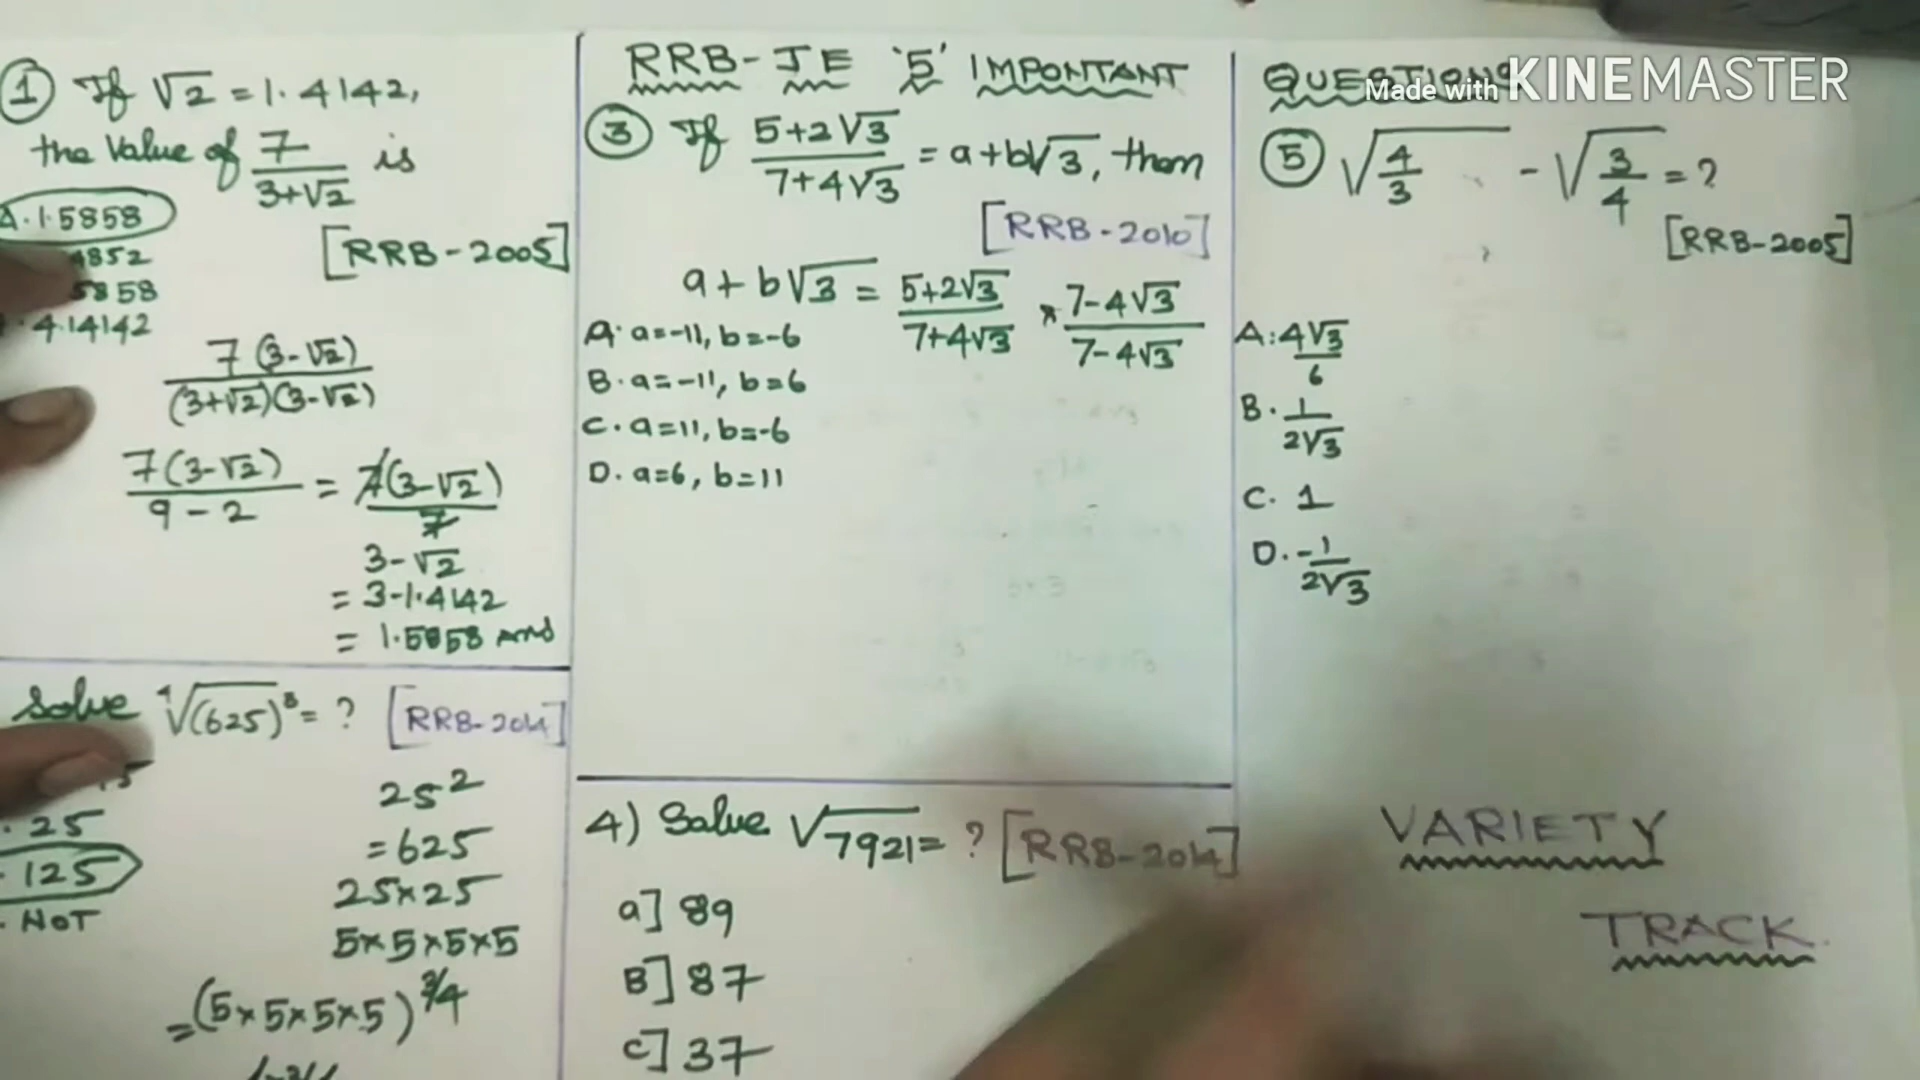 RRB-JE '5' IMPONTANT QUESTIONS
Made with KINEMASTER
① If √2 = 1.4142,
the Value of 7/(3+√2) is
A. 1.5858
4852
5858
4.14142
[RRB-2005]
7(3-√2)/(3+√2)(3-√2)
7(3-√2)/(9-2) = 7(3-√2)/7
3-√2
= 3-1.4142
= 1.5858 And
Solve ⁴√(625)³ = ? [RRB-2014]
25
125
NOT
25²
= 625
25×25
5×5×5×5
= (5×5×5×5)^3/4
③ If (5+2√3)/(7+4√3) = a+b√3, then
[RRB-2010]
a+b√3 = (5+2√3)/(7+4√3) × (7-4√3)/(7-4√3)
A. a=-11, b=-6
B. a=-11, b=6
C. a=11, b=-6
D. a=6, b=11
4) Solve √7921 = ? [RRB-2014]
a] 89
B] 87
C] 37
⑤ √(4/3) - √(3/4) = ?
[RRB-2005]
A: 4√3/6
B. 1/2√3
C. 1
D. -1/2√3
VARIETY
TRACK.